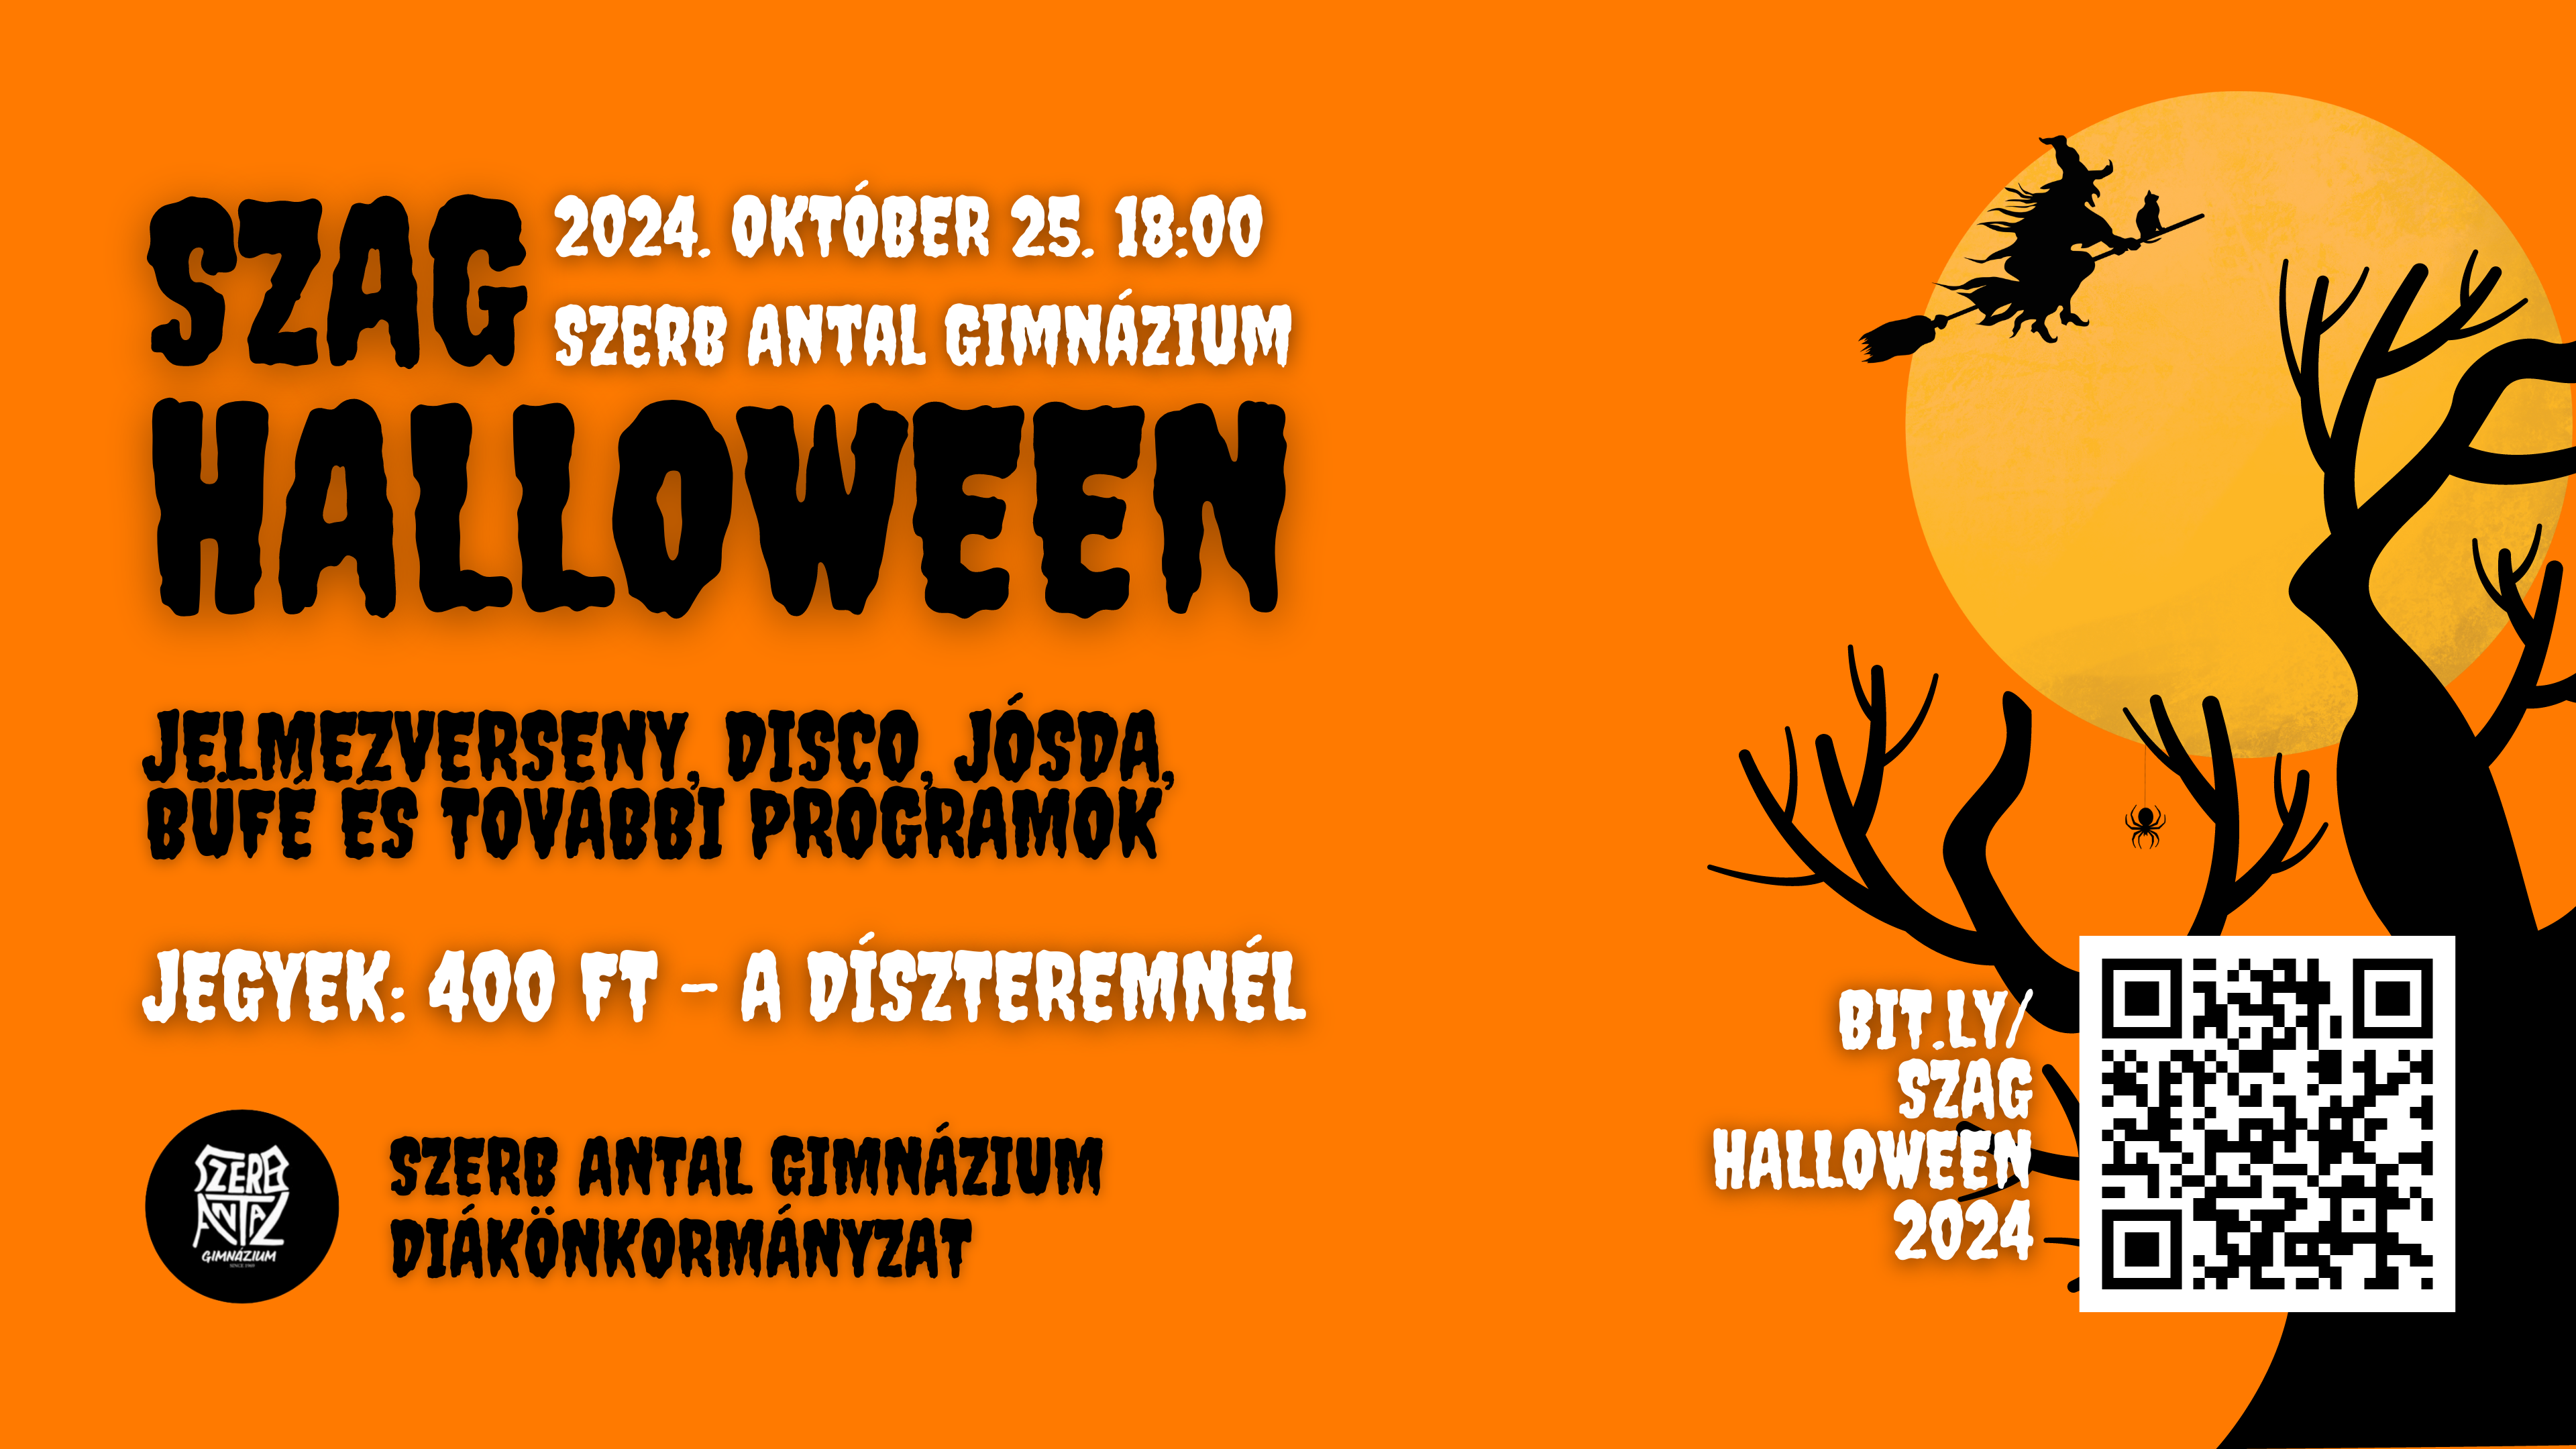 SZAG
2024. OKTÓBER 25. 18:00
SZERB ANTAL GIMNÁZIUM
HALLOWEEN
JELMEZVERSENY, DISCO, JÓSDA,
BÜFÉ ÉS TOVÁBBI PROGRAMOK
JEGYEK: 400 FT – A DÍSZTEREMNÉL
SZERB
ANTAL
GIMNÁZIUM
SINCE 1969
SZERB ANTAL GIMNÁZIUM
DIÁKÖNKORMÁNYZAT
BIT.LY/
SZAG
HALLOWEEN
2024